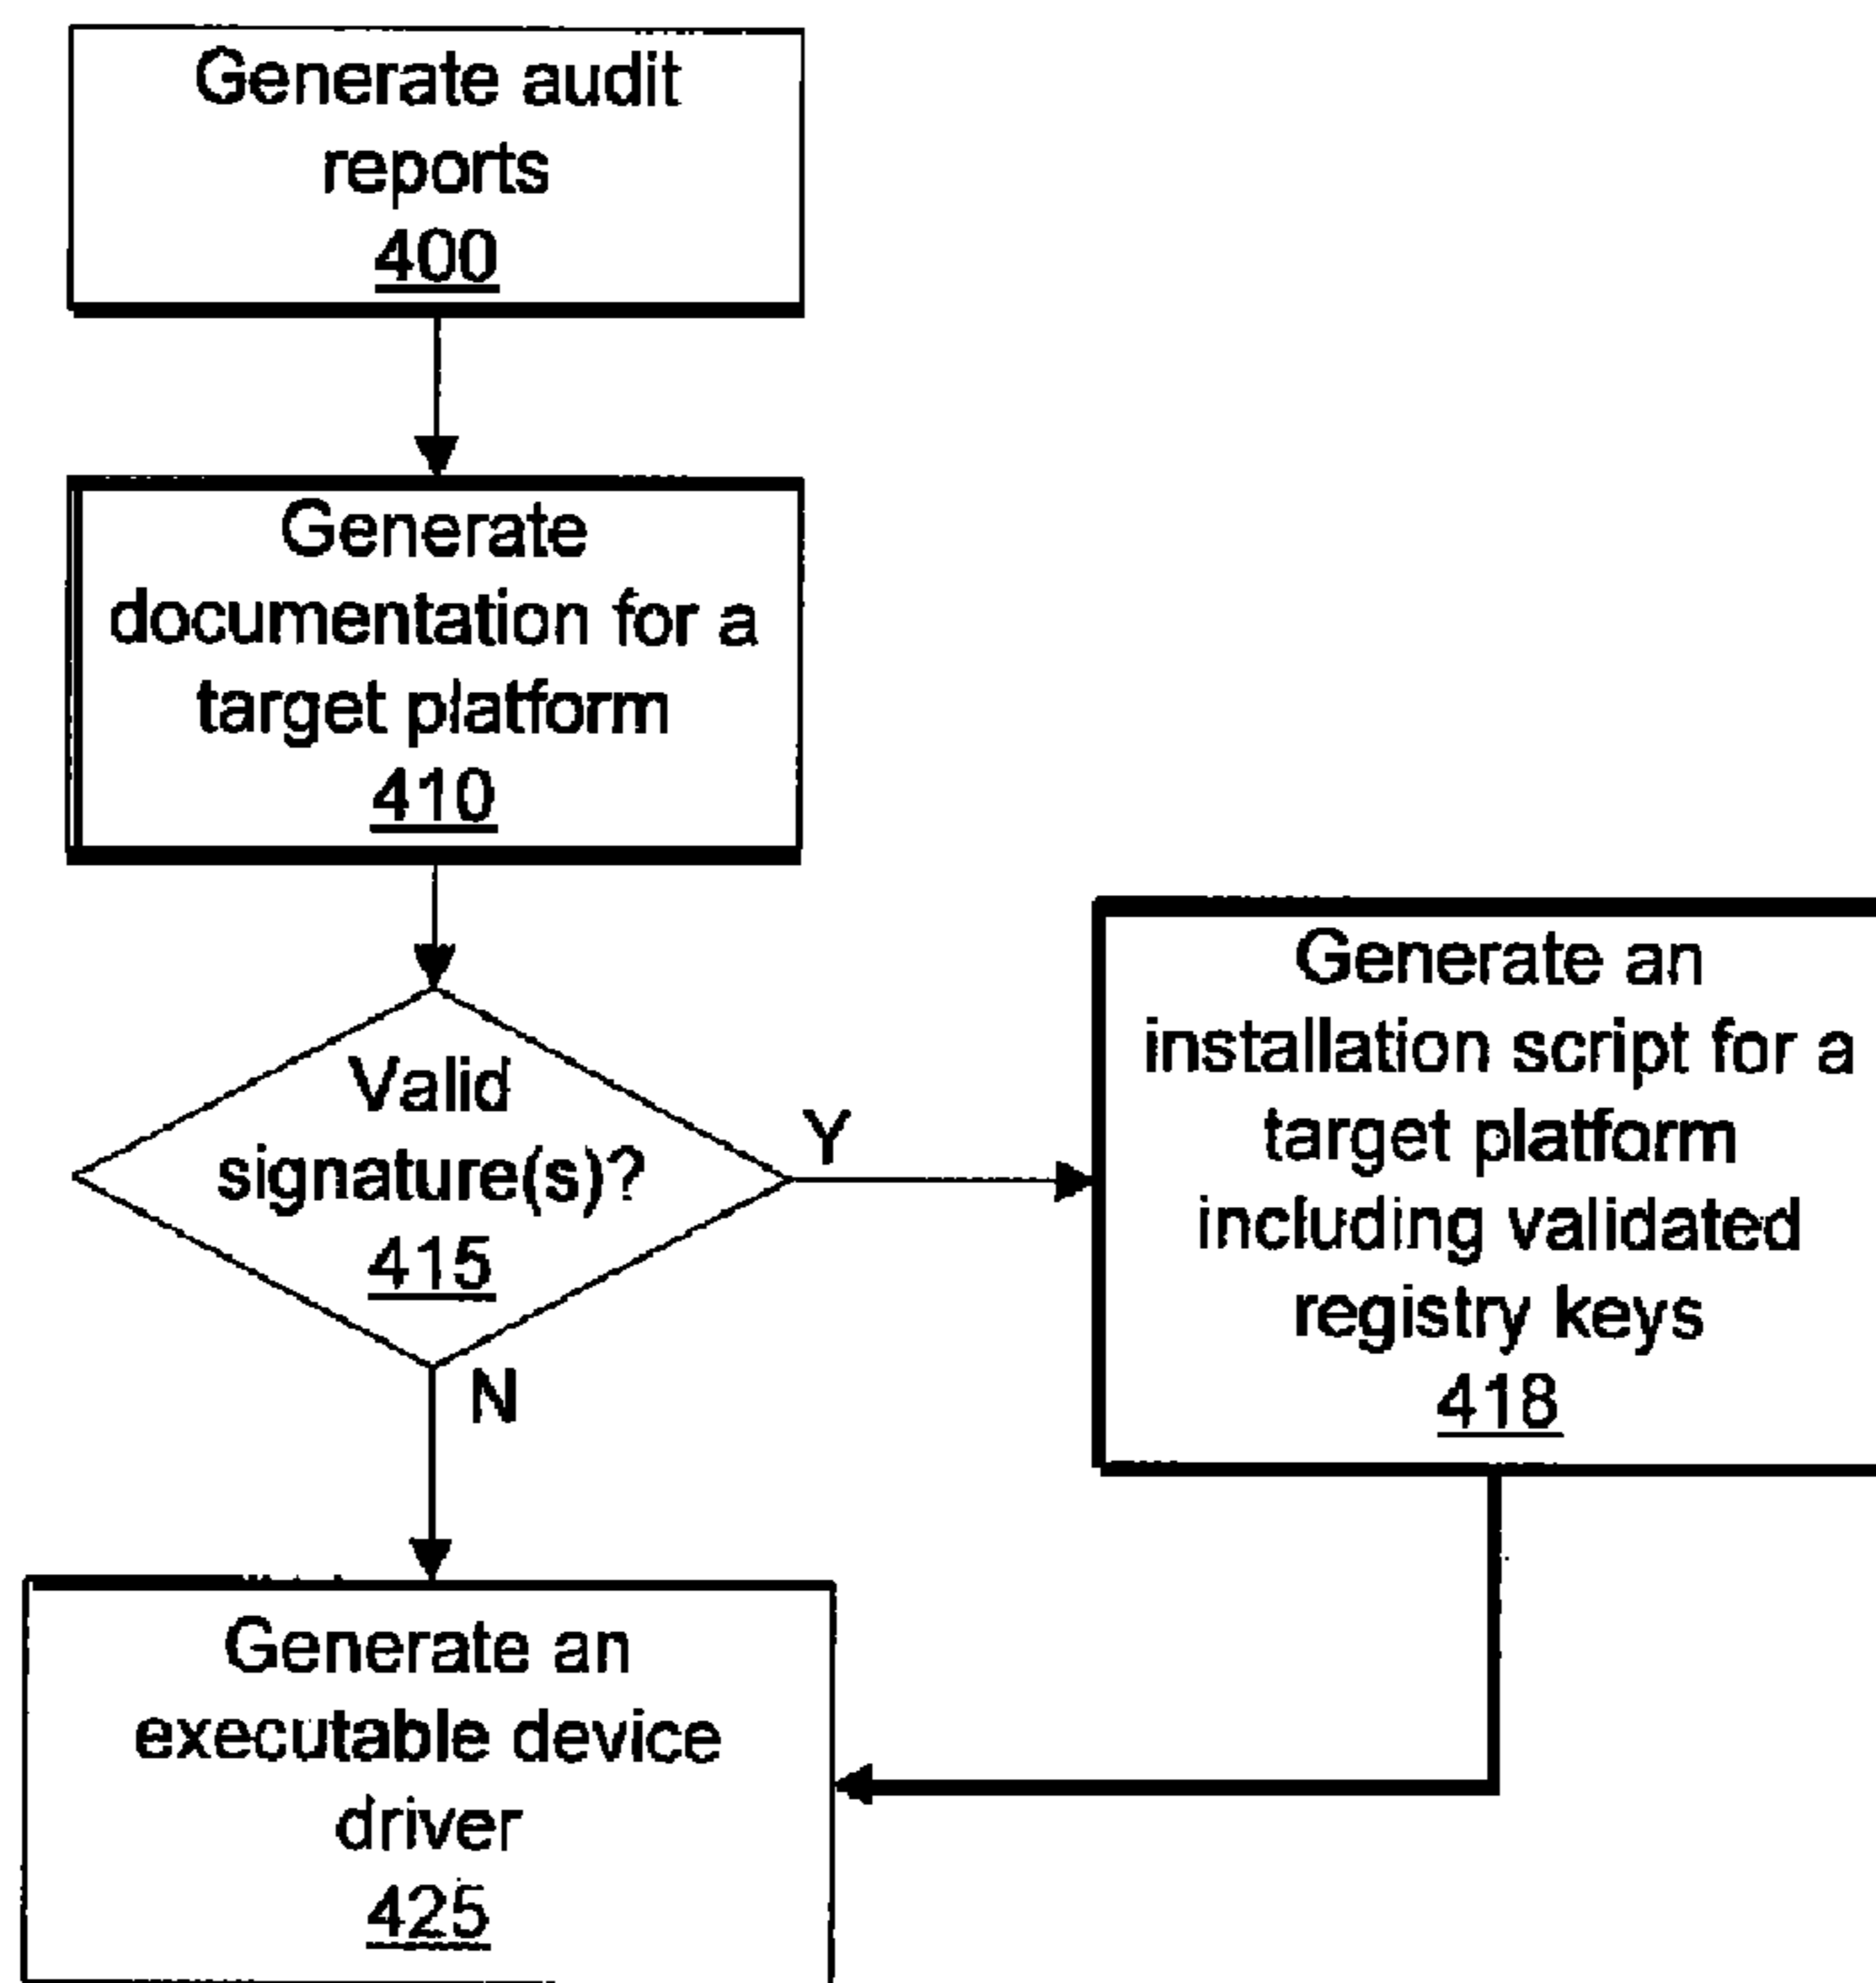 Generate audit
reports
400
Generate
documentation for a
target platform
410
Valid
signature(s)?
415
Y
N
Generate an
installation script for a
target platform
including validated
registry keys
418
Generate an
executable device
driver
425